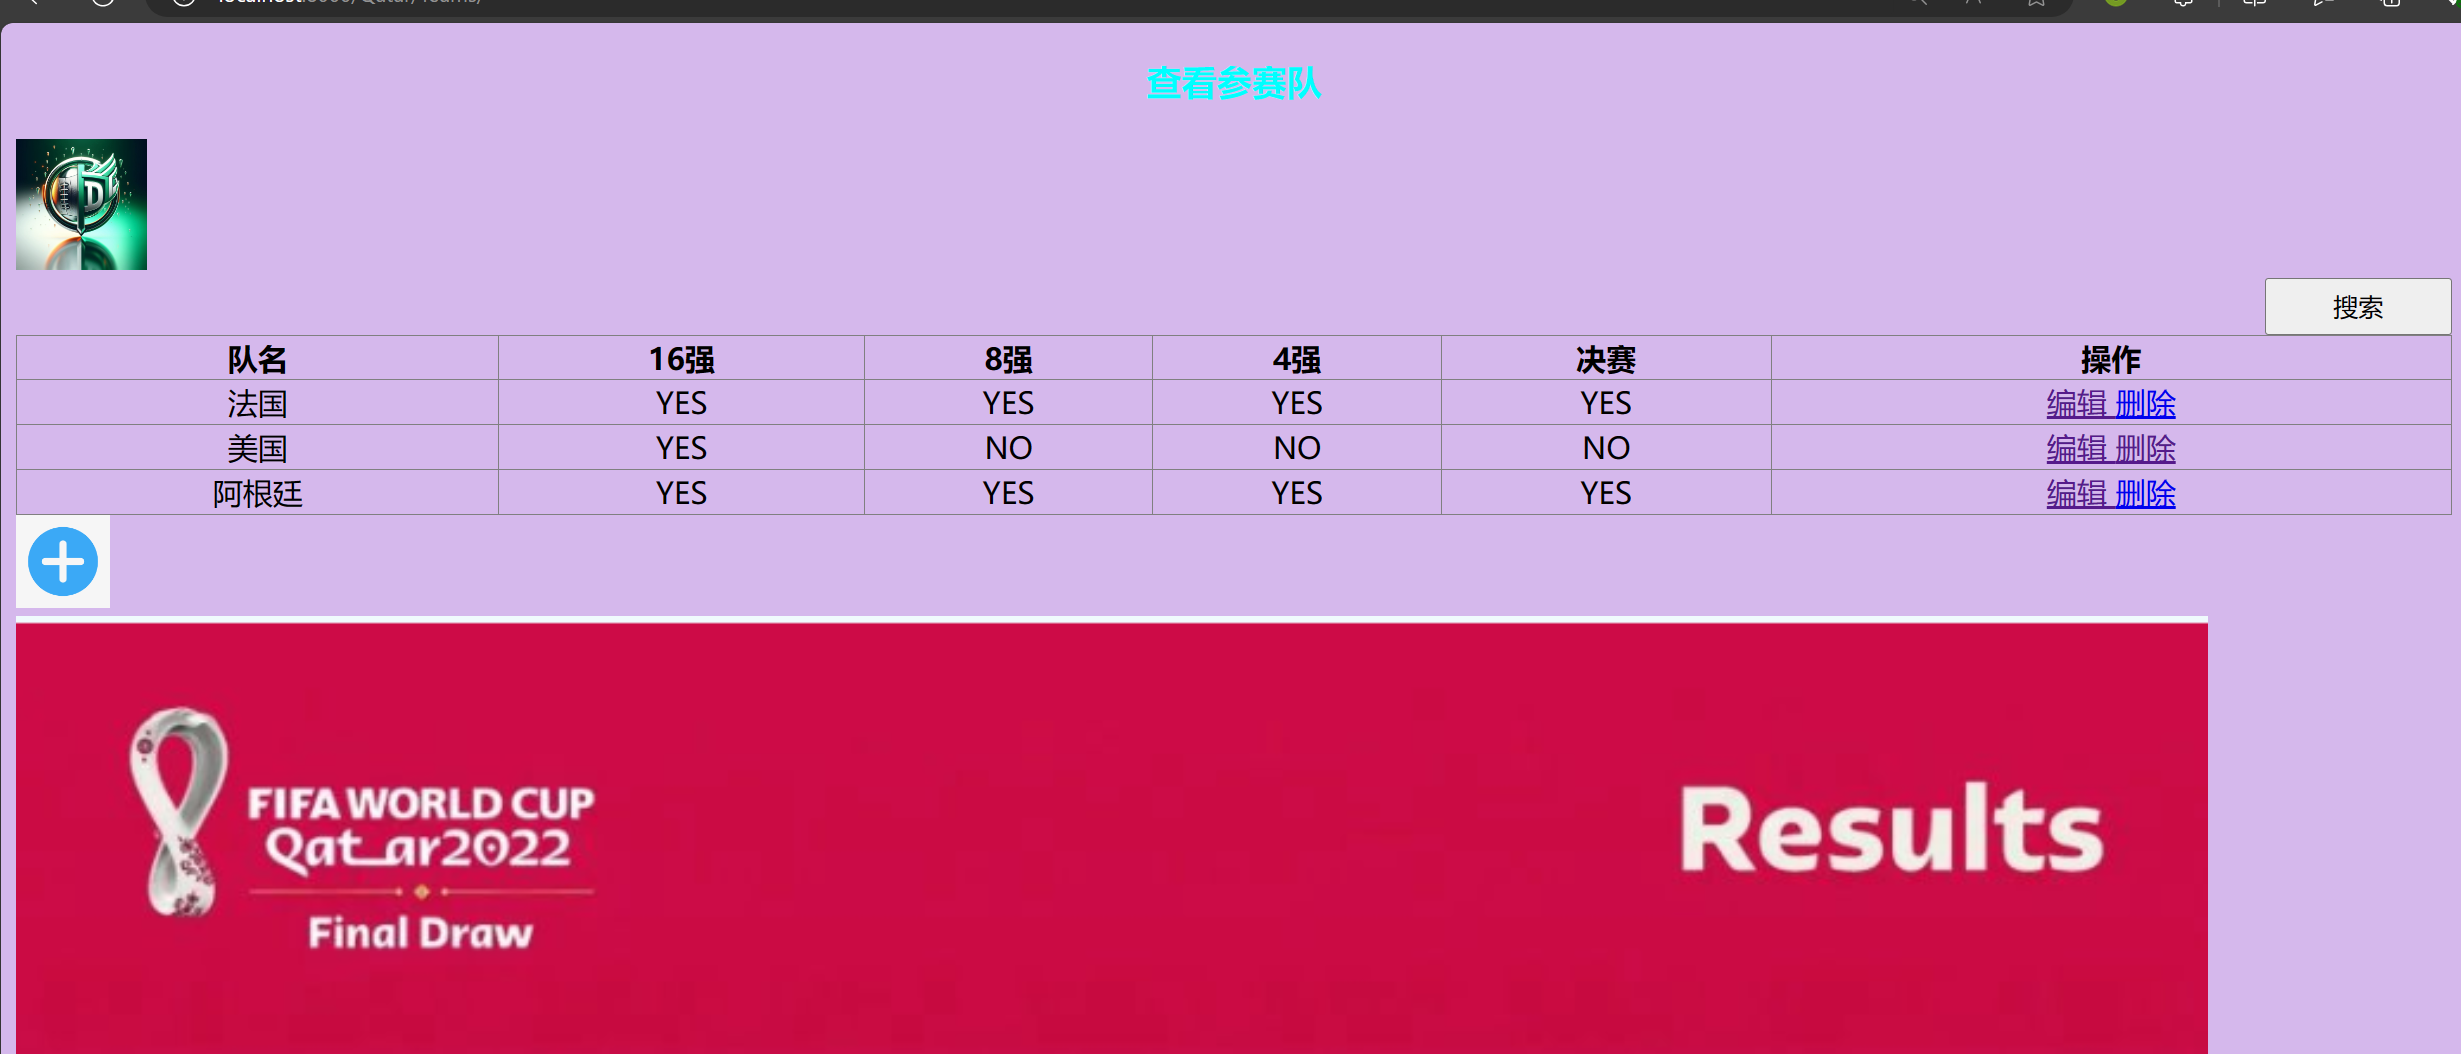 查看参赛队
D
搜索
队名 16强 8强 4强 决赛 操作
法国 YES YES YES YES 编辑 删除
美国 YES NO NO NO 编辑 删除
阿根廷 YES YES YES YES 编辑 删除
FIFA WORLD CUP
Qatar2022
Final Draw
Results